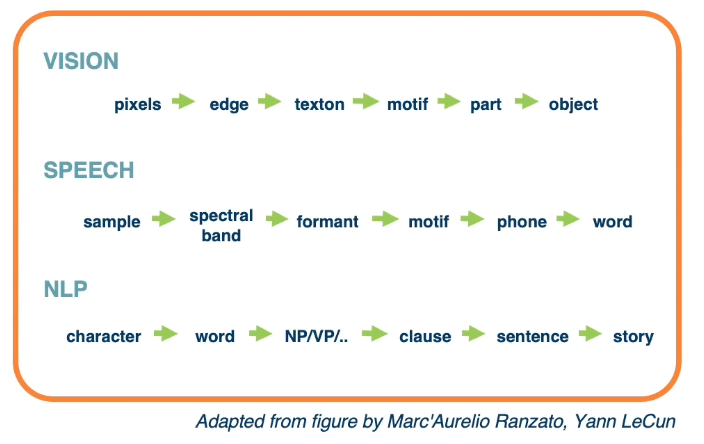 VISION
pixels edge texton motif part object
SPEECH
sample spectral band formant motif phone word
NLP
character word NP/VP/.. clause sentence story
Adapted from figure by Marc'Aurelio Ranzato, Yann LeCun